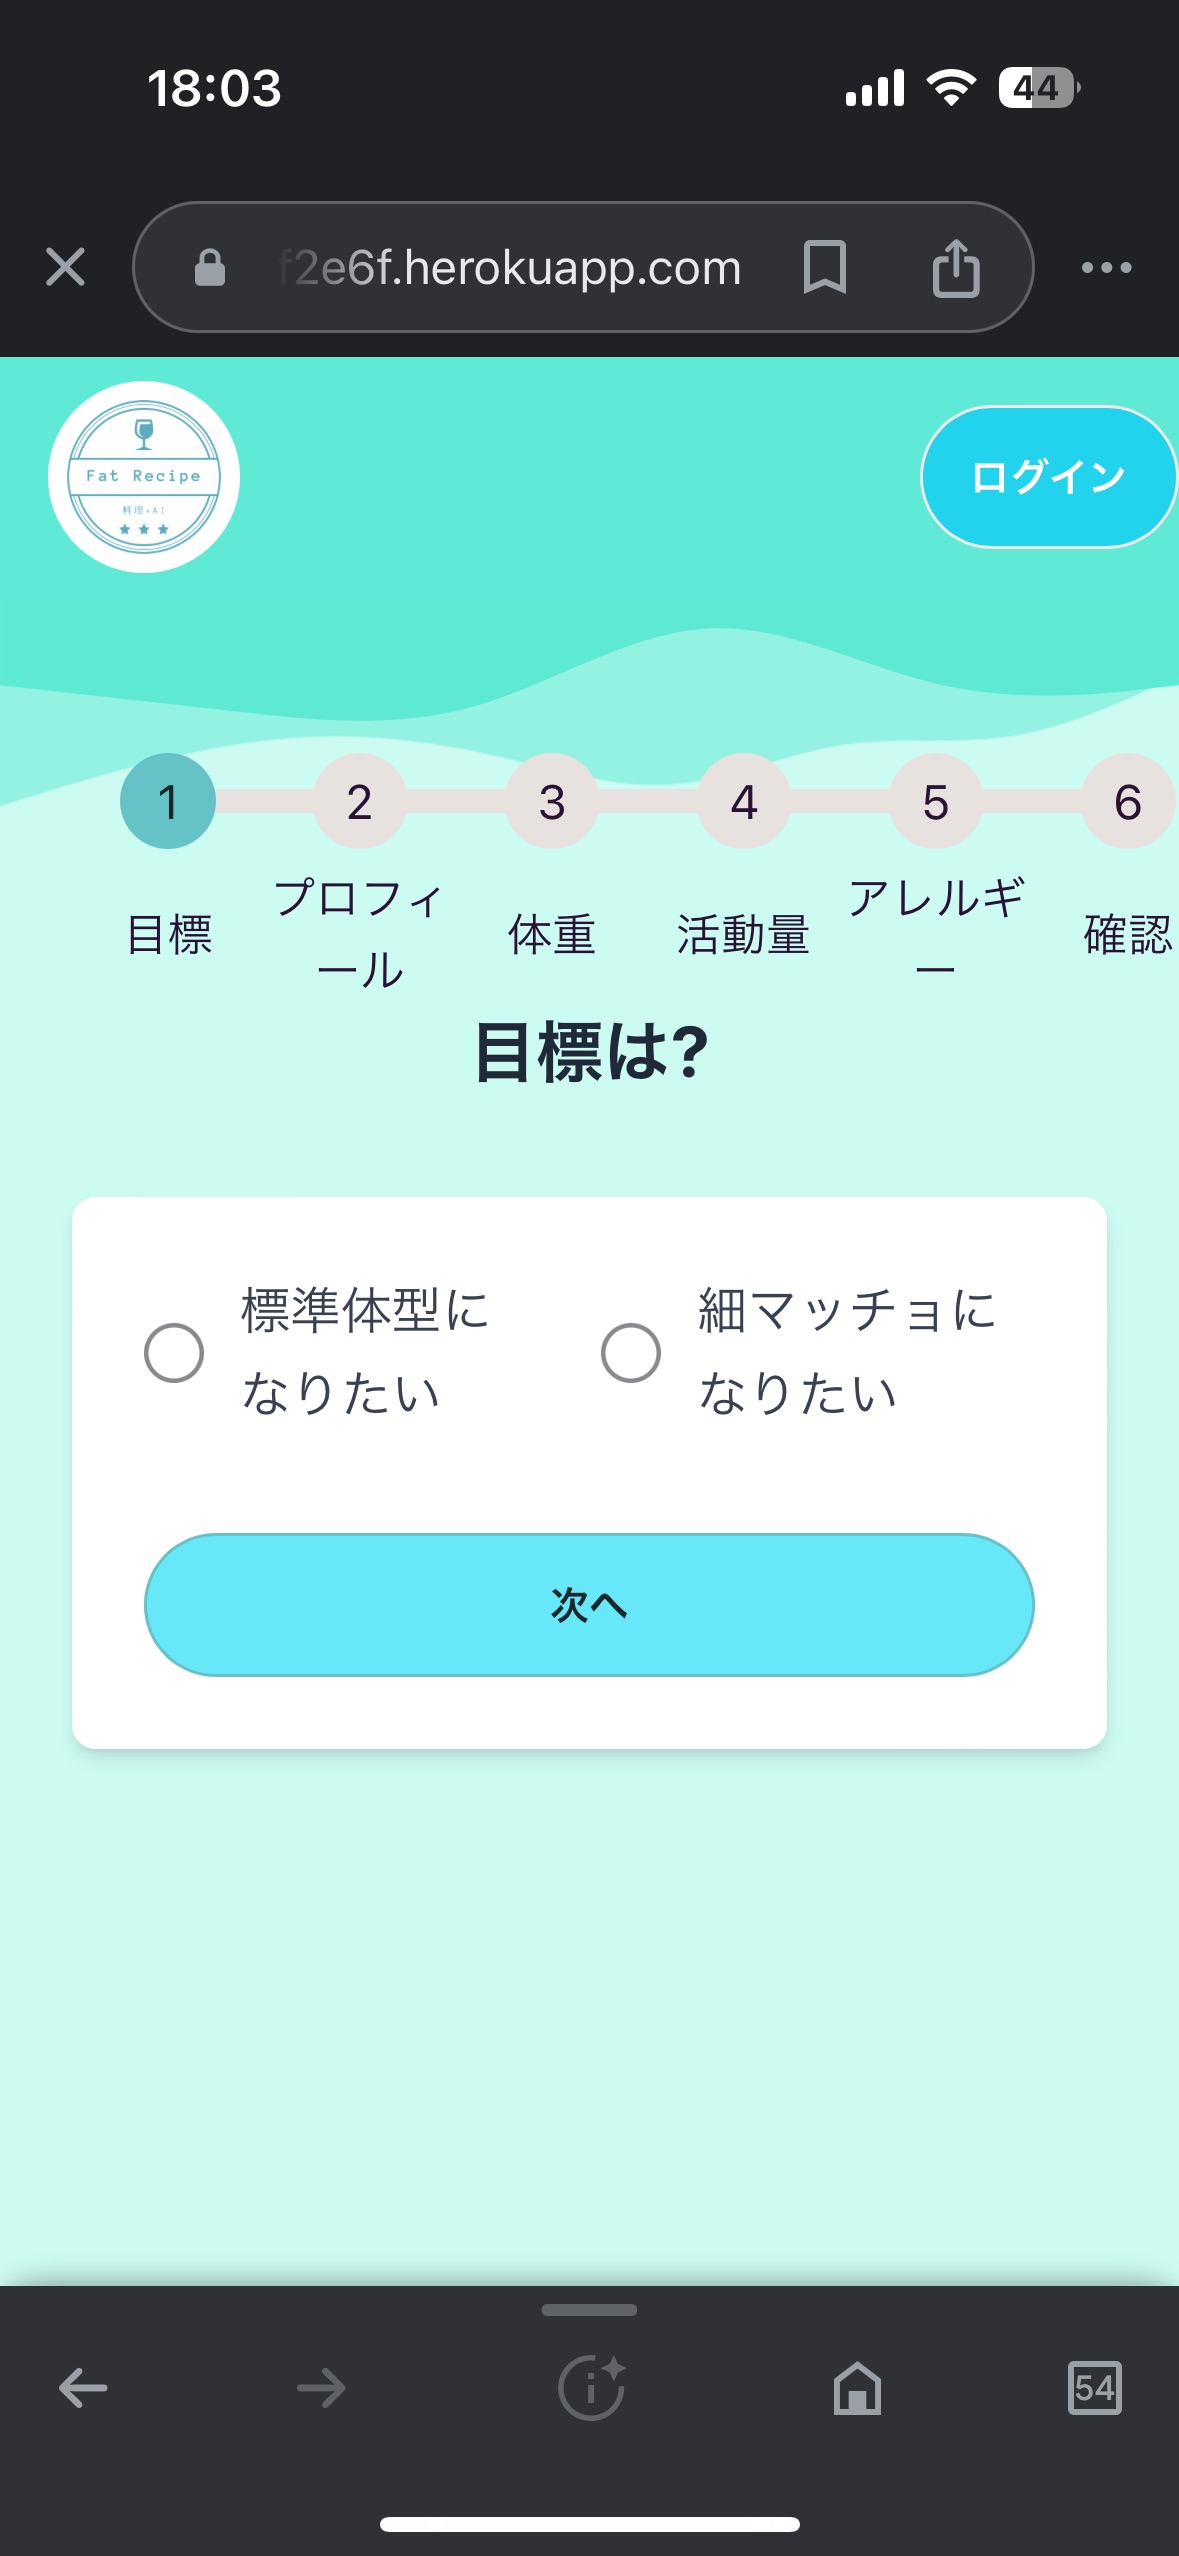 18:03
44
f2e6f.herokuapp.com
Fat Recipe
料理×AI
ログイン
1
2
3
4
5
6
目標
プロフィ
ール
体重
活動量
アレルギ
ー
確認
目標は?
標準体型に
なりたい
細マッチョに
なりたい
次へ
54